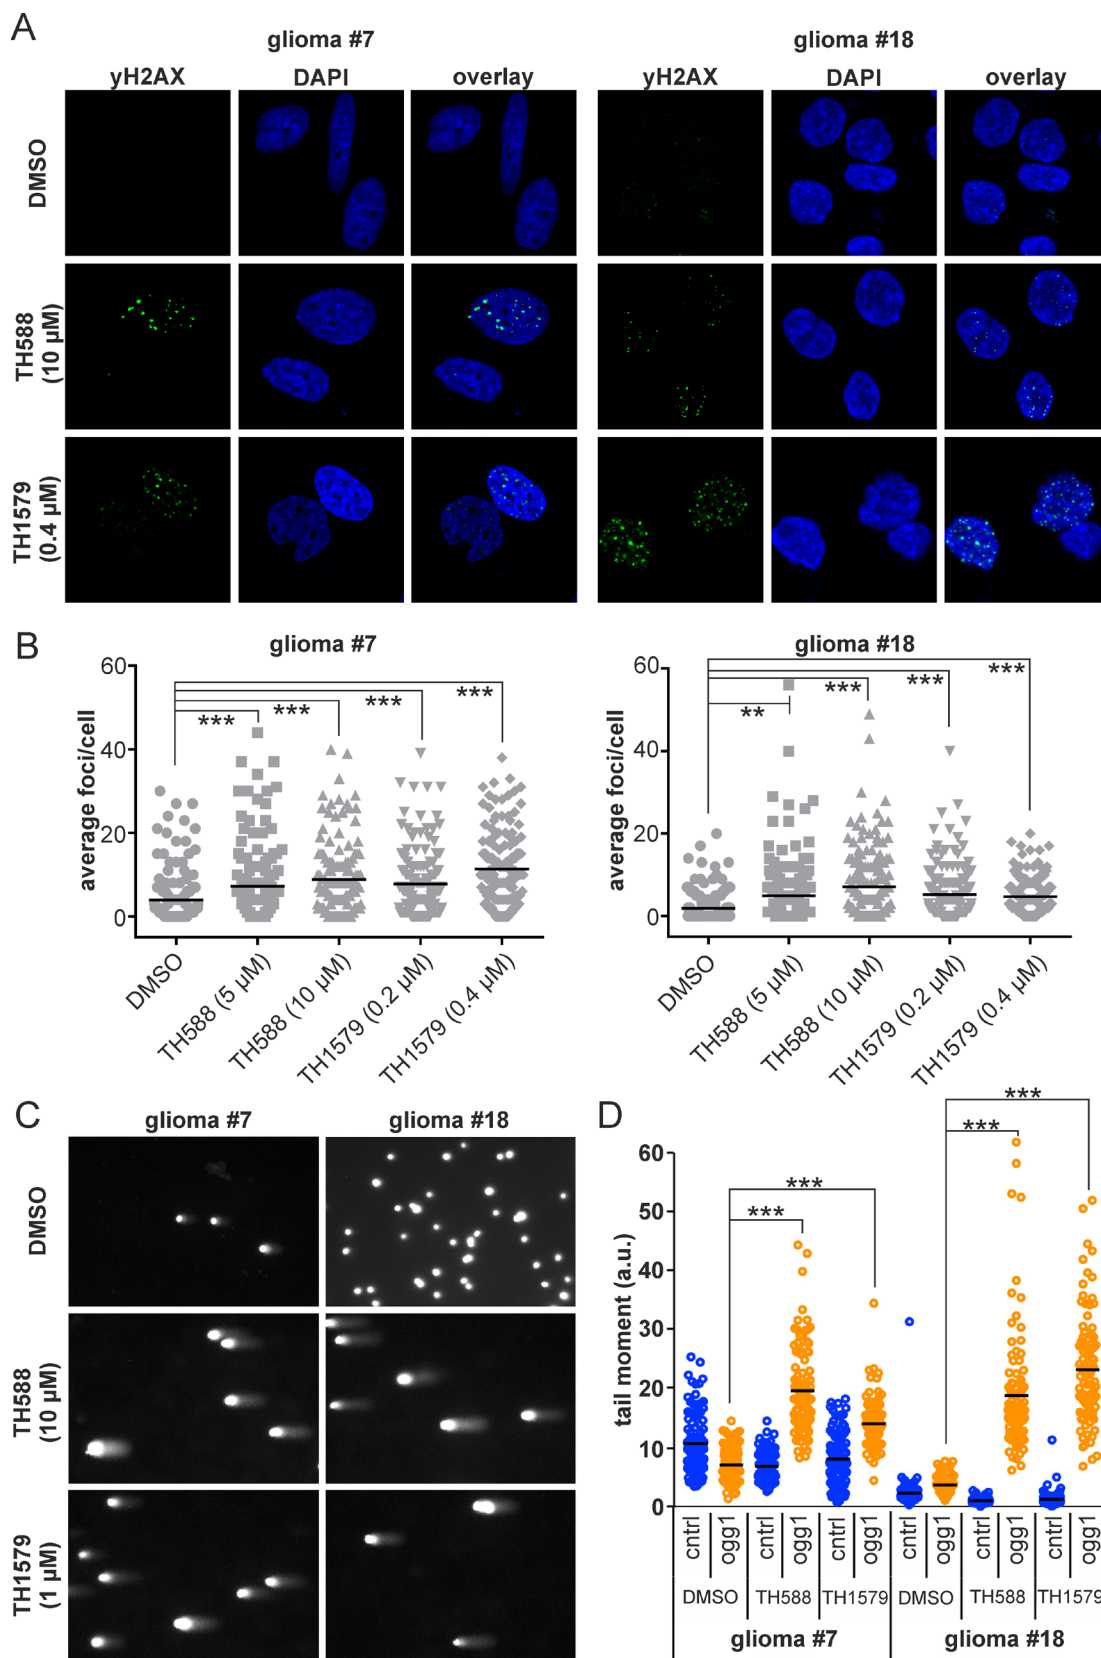 A
glioma #7
glioma #18
yH2AX
DAPI
overlay
yH2AX
DAPI
overlay
DMSO
TH588
(10 µM)
TH1579
(0.4 µM)
B
glioma #7
average foci/cell
60
40
20
0
***
***
***
***
DMSO
TH588 (5 µM)
TH588 (10 µM)
TH1579 (0.2 µM)
TH1579 (0.4 µM)
glioma #18
average foci/cell
60
40
20
0
**
***
***
***
DMSO
TH588 (5 µM)
TH588 (10 µM)
TH1579 (0.2 µM)
TH1579 (0.4 µM)
C
glioma #7
glioma #18
DMSO
TH588
(10 µM)
TH1579
(1 µM)
D
tail moment (a.u.)
60
50
40
30
20
10
0
***
***
***
***
cntrl
ogg1
cntrl
ogg1
cntrl
ogg1
cntrl
ogg1
cntrl
ogg1
cntrl
ogg1
DMSO
TH588
TH1579
DMSO
TH588
TH1579
glioma #7
glioma #18